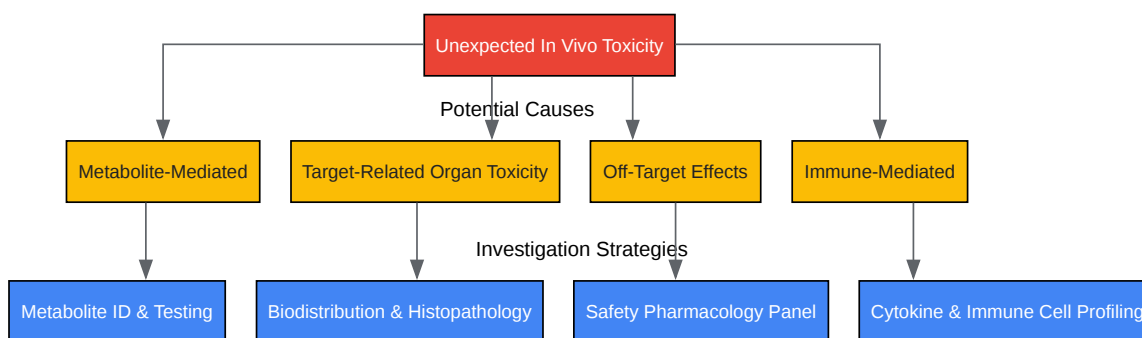 Unexpected In Vivo Toxicity
Potential Causes
Metabolite-Mediated
Target-Related Organ Toxicity
Off-Target Effects
Immune-Mediated
Investigation Strategies
Metabolite ID & Testing
Biodistribution & Histopathology
Safety Pharmacology Panel
Cytokine & Immune Cell Profiling